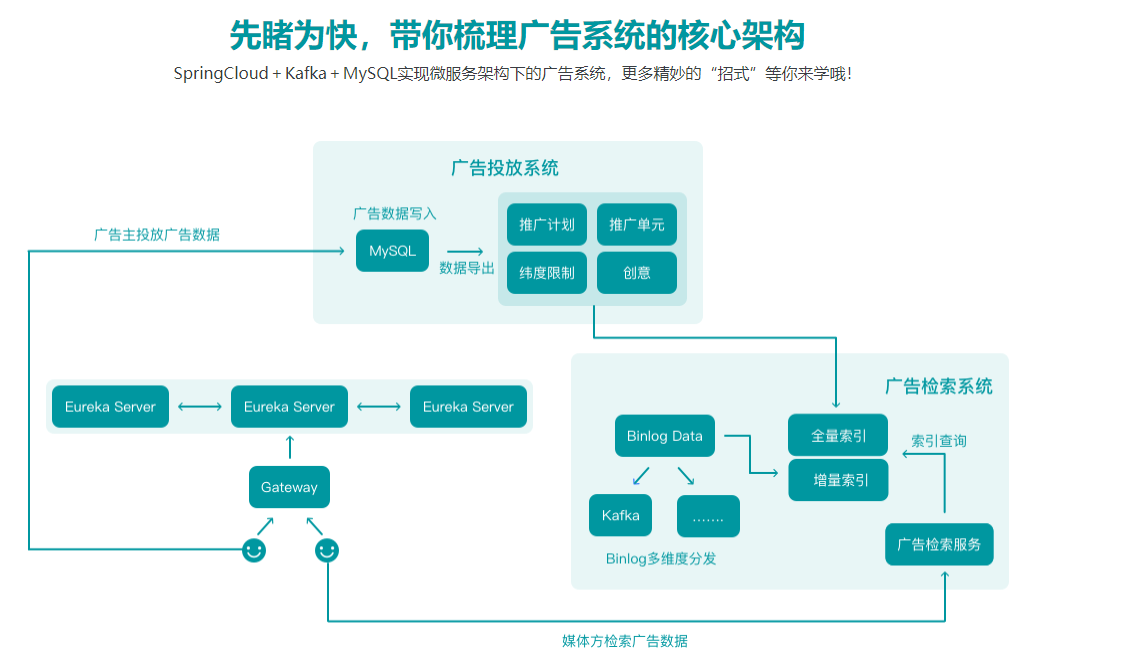 先睹为快，带你梳理广告系统的核心架构
SpringCloud＋Kafka＋MySQL实现微服务架构下的广告系统，更多精妙的“招式”等你来学哦！
广告投放系统
广告数据写入
MySQL
数据导出
推广计划
推广单元
纬度限制
创意
广告主投放广告数据
Eureka Server
Eureka Server
Eureka Server
Gateway
广告检索系统
Binlog Data
全量索引
增量索引
索引查询
Kafka
.......
Binlog多维度分发
广告检索服务
媒体方检索广告数据